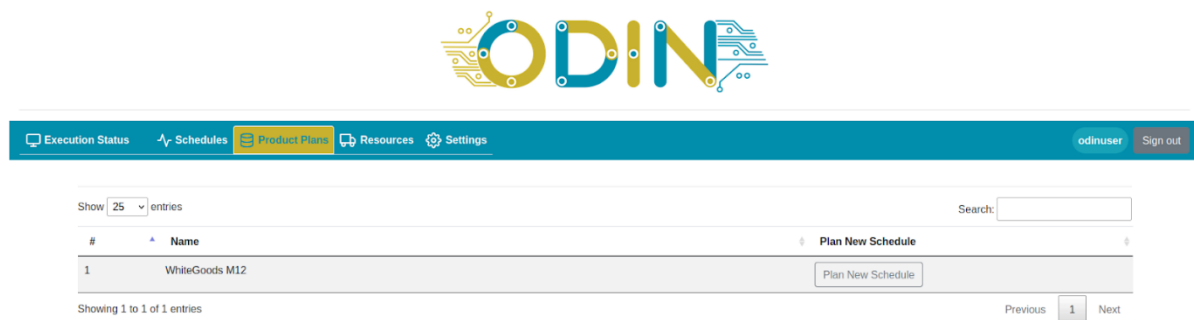 ODIN
Execution Status Schedules Product Plans Resources Settings odinuser Sign out
Show 25 entries Search:
# Name Plan New Schedule
1 WhiteGoods M12 Plan New Schedule
Showing 1 to 1 of 1 entries Previous 1 Next